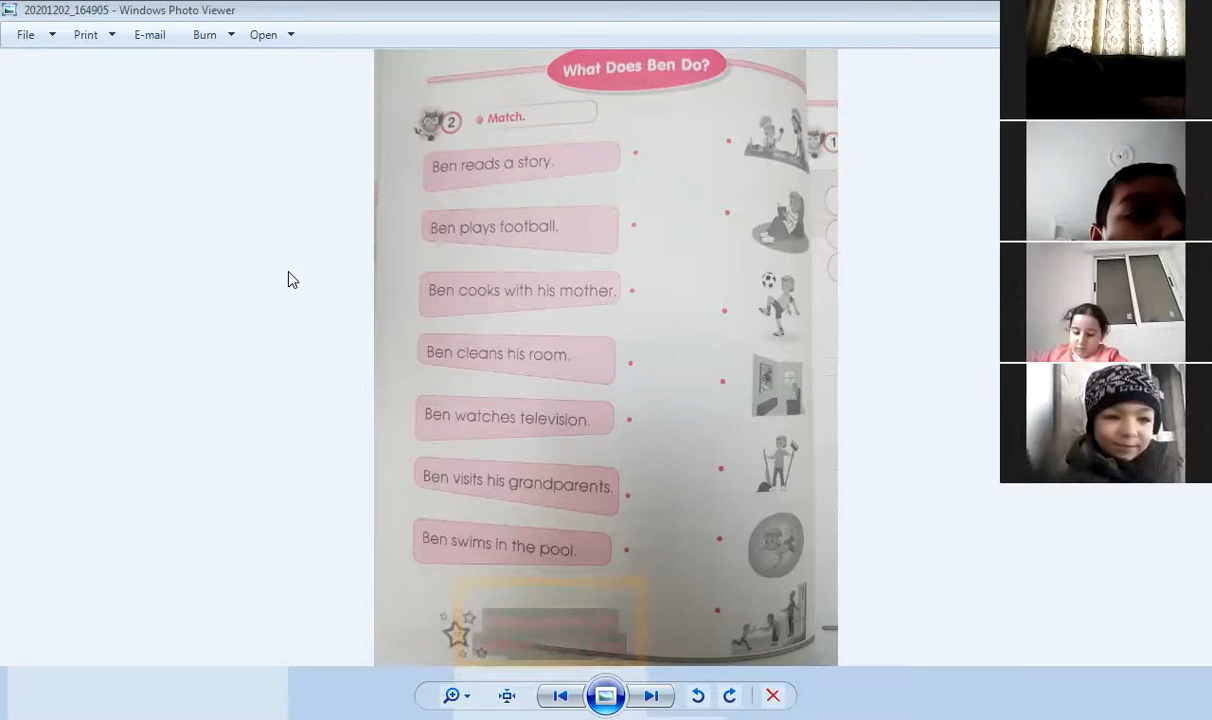 20201202_164905 - Windows Photo Viewer
File Print E-mail Burn Open
What Does Ben Do?
2 Match.
1
Ben reads a story.
Ben plays football.
Ben cooks with his mother.
Ben cleans his room.
Ben watches television.
Ben visits his grandparents.
Ben swims in the pool.